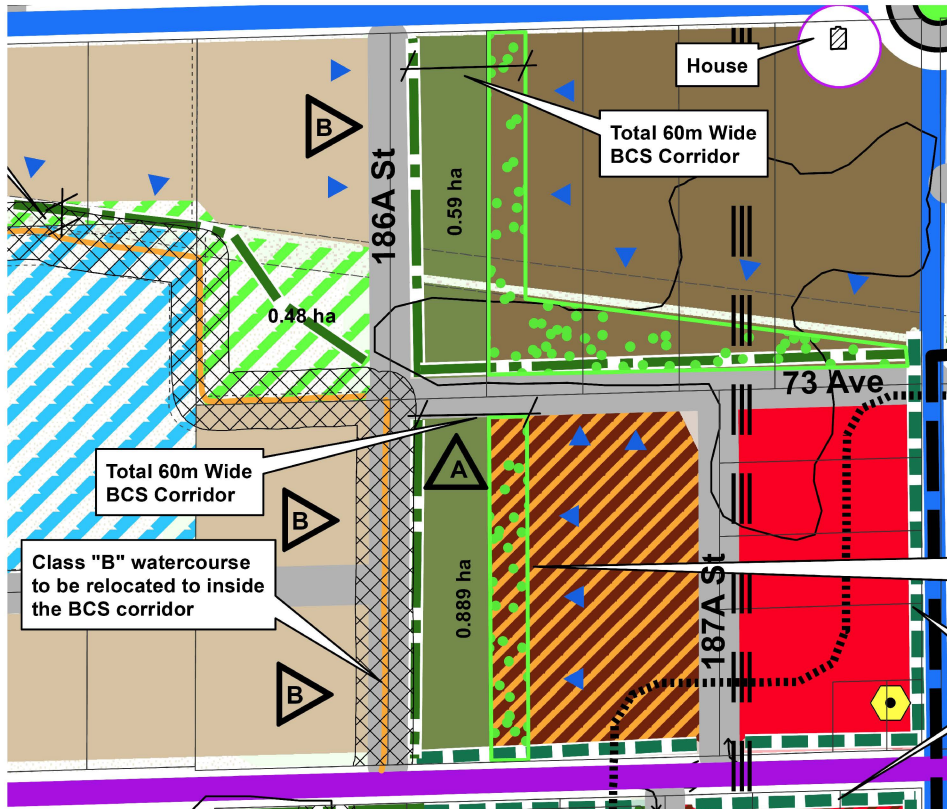 House
B
Total 60m Wide
BCS Corridor
186A St
0.59 ha
0.48 ha
73 Ave
Total 60m Wide
BCS Corridor
A
B
Class "B" watercourse
to be relocated to inside
the BCS corridor
0.889 ha
187A St
B